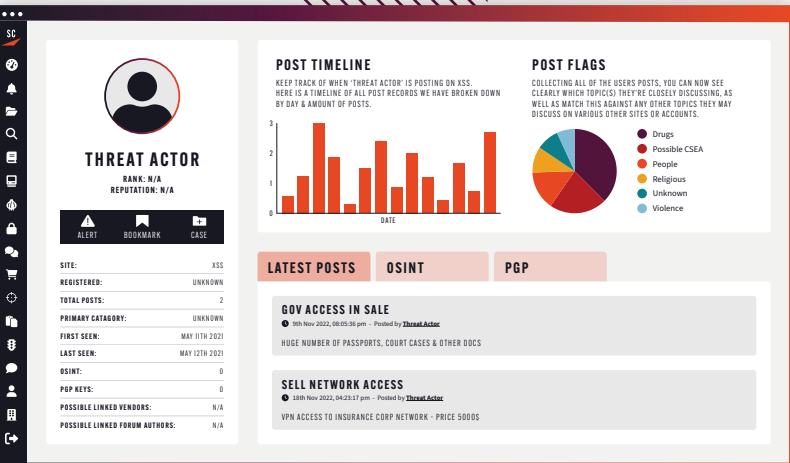 SC
THREAT ACTOR
RANK: N/A
REPUTATION: N/A
ALERT
BOOKMARK
CASE
SITE: XSS
REGISTERED: UNKNOWN
TOTAL POSTS: 2
PRIMARY CATAGORY: UNKNOWN
FIRST SEEN: MAY 11TH 2021
LAST SEEN: MAY 12TH 2021
OSINT: 0
PGP KEYS: 0
POSSIBLE LINKED VENDORS: N/A
POSSIBLE LINKED FORUM AUTHORS: N/A
POST TIMELINE
KEEP TRACK OF WHEN 'THREAT ACTOR' IS POSTING ON XSS.
HERE IS A TIMELINE OF ALL POST RECORDS WE HAVE BROKEN DOWN
BY DAY & AMOUNT OF POSTS.
3
2
1
0
DATE
POST FLAGS
COLLECTING ALL OF THE USERS POSTS, YOU CAN NOW SEE
CLEARLY WHICH TOPIC(S) THEY'RE CLOSELY DISCUSSING, AS
WELL AS MATCH THIS AGAINST ANY OTHER TOPICS THEY MAY
DISCUSS ON VARIOUS OTHER SITES OR ACCOUNTS.
Drugs
Possible CSEA
People
Religious
Unknown
Violence
LATEST POSTS
OSINT
PGP
GOV ACCESS IN SALE
9th Nov 2022, 08:05:36 pm - Posted by Threat Actor
HUGE NUMBER OF PASSPORTS, COURT CASES & OTHER DOCS
SELL NETWORK ACCESS
18th Nov 2022, 04:23:17 pm - Posted by Threat Actor
VPN ACCESS TO INSURANCE CORP NETWORK - PRICE 5000$